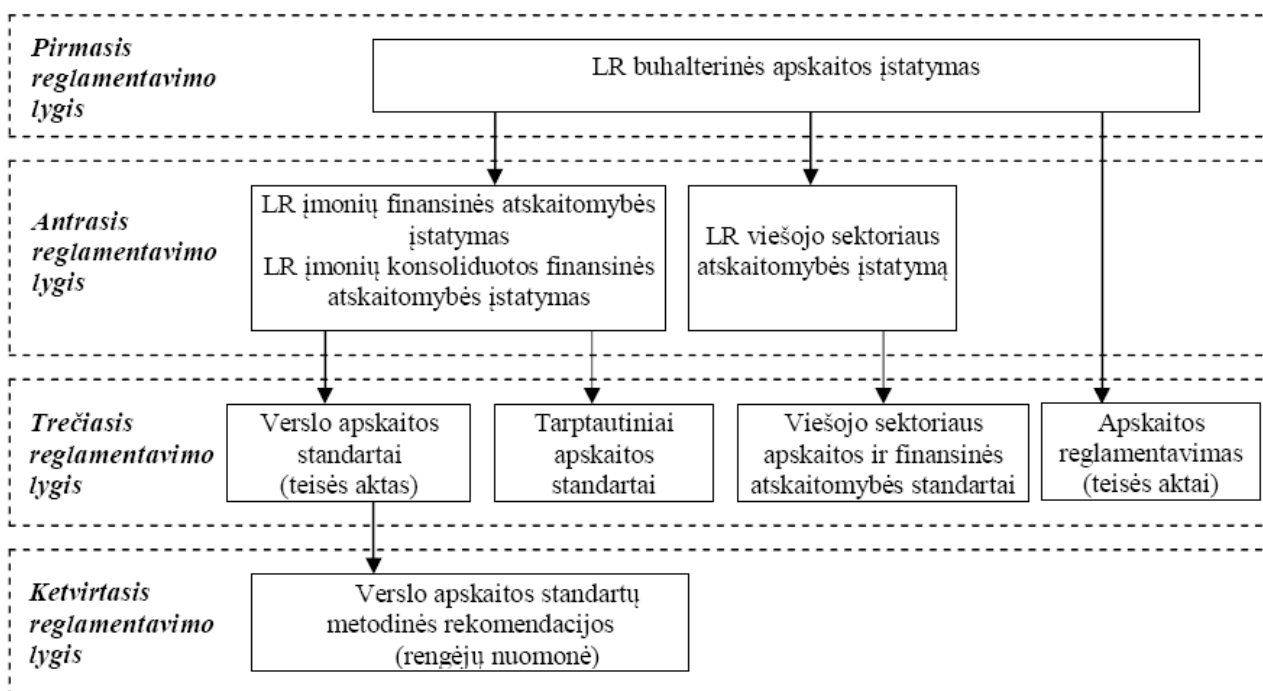 Pirmasis
reglamentavimo
lygis
LR buhalterinės apskaitos įstatymas
Antrasis
reglamentavimo
lygis
LR įmonių finansinės atskaitomybės
įstatymas
LR įmonių konsoliduotos finansinės
atskaitomybės įstatymas
LR viešojo sektoriaus
atskaitomybės įstatymą
Trečiasis
reglamentavimo
lygis
Verslo apskaitos
standartai
(teisės aktas)
Tarptautiniai
apskaitos
standartai
Viešojo sektoriaus
apskaitos ir finansinės
atskaitomybės standartai
Apskaitos
reglamentavimas
(teisės aktai)
Ketvirtasis
reglamentavimo
lygis
Verslo apskaitos standartų
metodinės rekomendacijos
(rengėjų nuomonė)